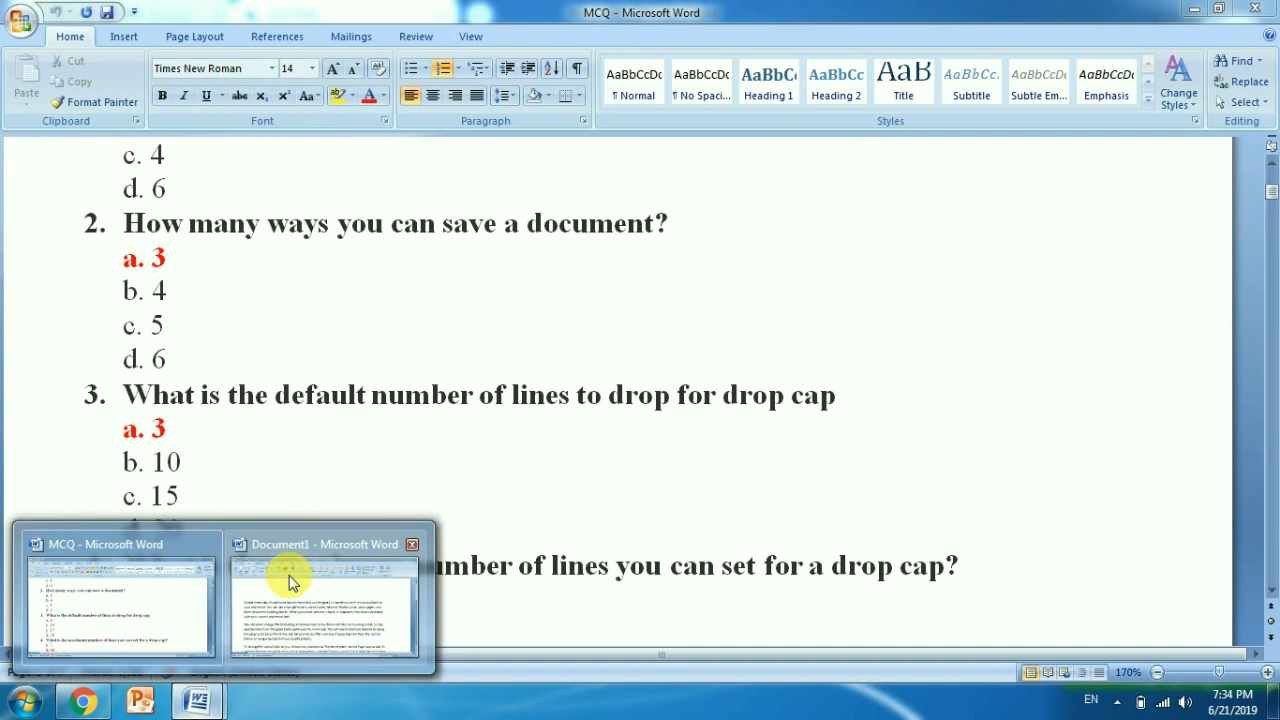 MCQ - Microsoft Word
Home Insert Page Layout References Mailings Review View
Paste
Cut
Copy
Format Painter
Clipboard
Times New Roman 14
Font
Paragraph
AaBbCcDc AaBbCcDc AaBbCc AaBbCc AaB AaBbCc. AaBbCcDc AaBbCcDc
¶ Normal ¶ No Spaci... Heading 1 Heading 2 Title Subtitle Subtle Em... Emphasis
Change Styles
Styles
Find
Replace
Select
Editing
c. 4
d. 6
2. How many ways you can save a document?
a. 3
b. 4
c. 5
d. 6
3. What is the default number of lines to drop for drop cap
a. 3
b. 10
c. 15
umber of lines you can set for a drop cap?
MCQ - Microsoft Word
Document1 - Microsoft Word
170%
EN
7:34 PM
6/21/2019